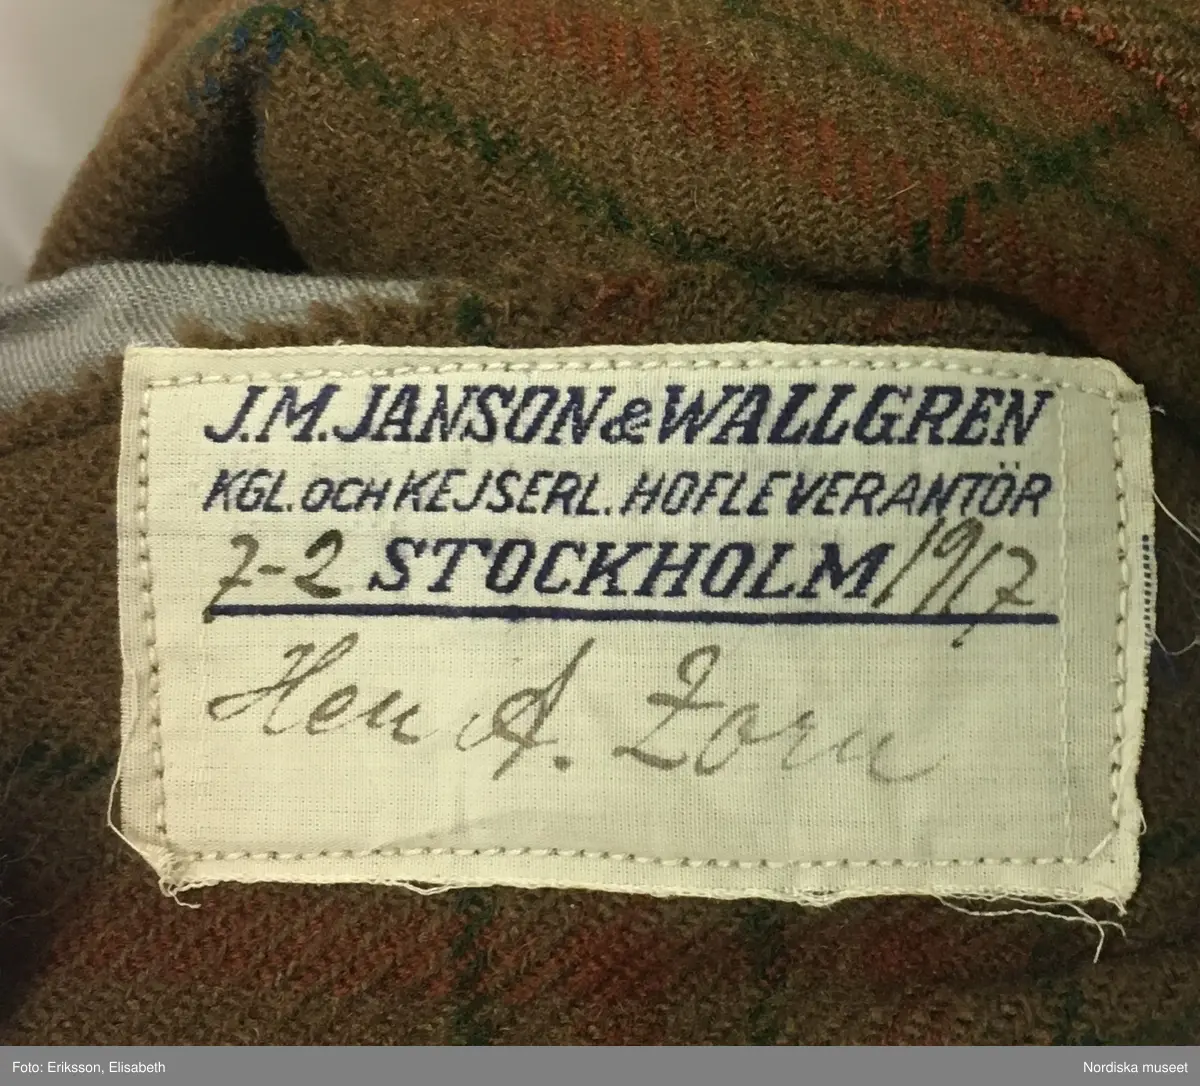 J.M. JANSON & WALLGREN
KGL. OCH KEJSERL. HOFLEVERANTÖR
7-2 STOCKHOLM 1917
Herr A. Zorn
Foto: Eriksson, Elisabeth
Nordiska museet